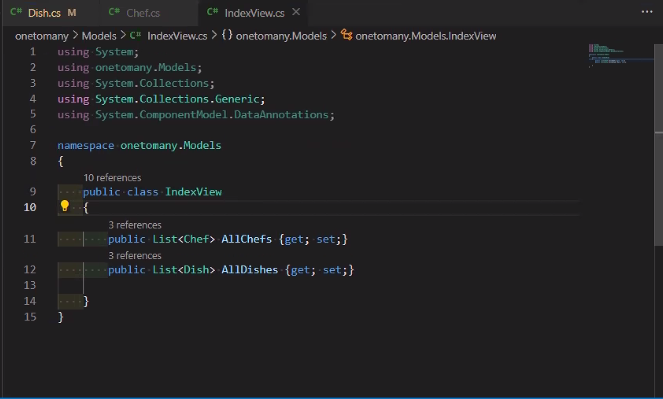 C# Dish.cs M C# Chef.cs C# IndexView.cs × ...
onetomany > Models > C# IndexView.cs > {} onetomany.Models > onetomany.Models.IndexView
1 using System;
2 using onetomany.Models;
3 using System.Collections;
4 using System.Collections.Generic;
5 using System.ComponentModel.DataAnnotations;
6
7 namespace onetomany.Models
8 {
10 references
9 public class IndexView
10 {
3 references
11 public List<Chef> AllChefs {get; set;}
3 references
12 public List<Dish> AllDishes {get; set;}
13
14 }
15 }